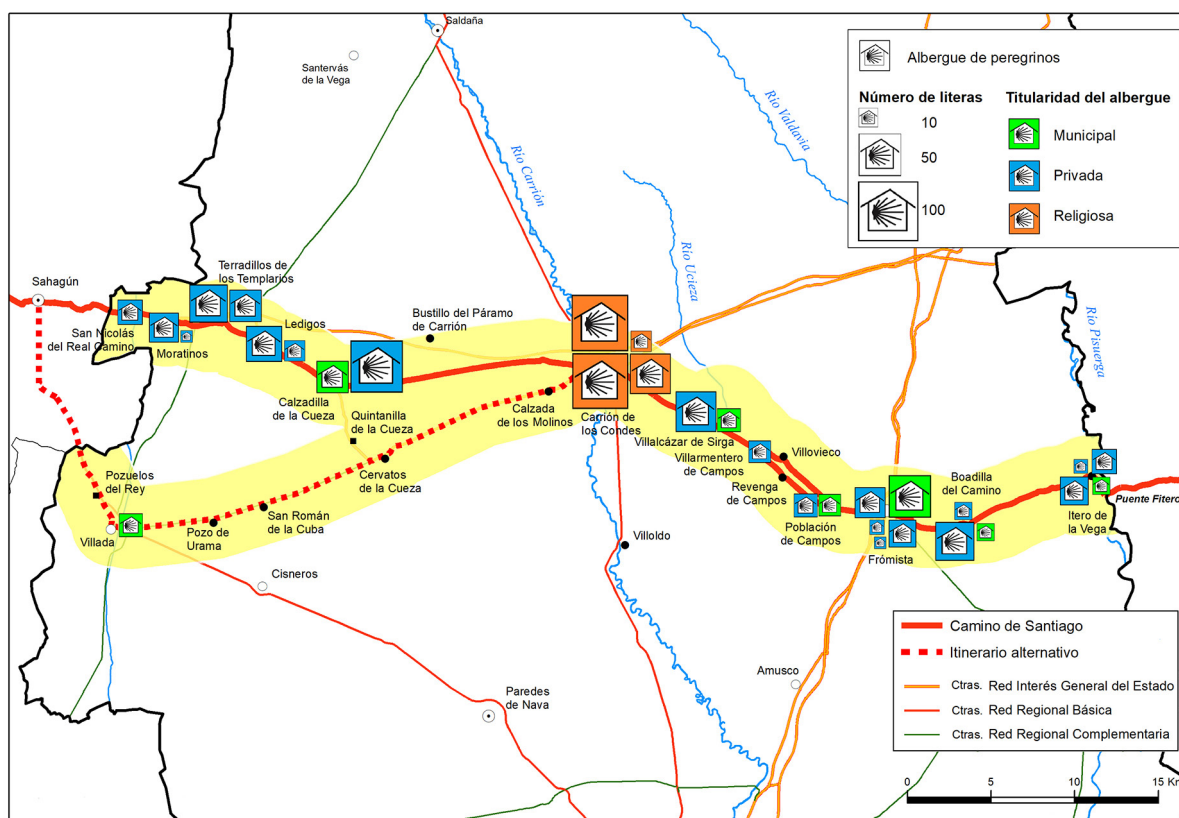 Saldaña
Santervás
de la Vega
Río Carrión
Río Valdavia
Río Ucieza
Río Pisuerga
Albergue de peregrinos
Número de literas
10
50
100
Titularidad del albergue
Municipal
Privada
Religiosa
Sahagún
San Nicolás
del Real Camino
Moratinos
Terradillos de
los Templarios
Ledigos
Bustillo del Páramo
de Carrión
Calzadilla
de la Cueza
Quintanilla
de la Cueza
Calzada
de los Molinos
Carrión de
los Condes
Villalcázar de Sirga
Villarmentero
de Campos
Villovieco
Revenga
de Campos
Población
de Campos
Frómista
Boadilla
del Camino
Itero de
la Vega
Puente Fitero
Cervatos de
la Cueza
Pozuelos
del Rey
Villada
Pozo de
Urama
San Román
de la Cuba
Cisneros
Villoldo
Paredes
de Nava
Amusco
Camino de Santiago
Itinerario alternativo
Ctras. Red Interés General del Estado
Ctras. Red Regional Básica
Ctras. Red Regional Complementaria
0 5 10 15 Km